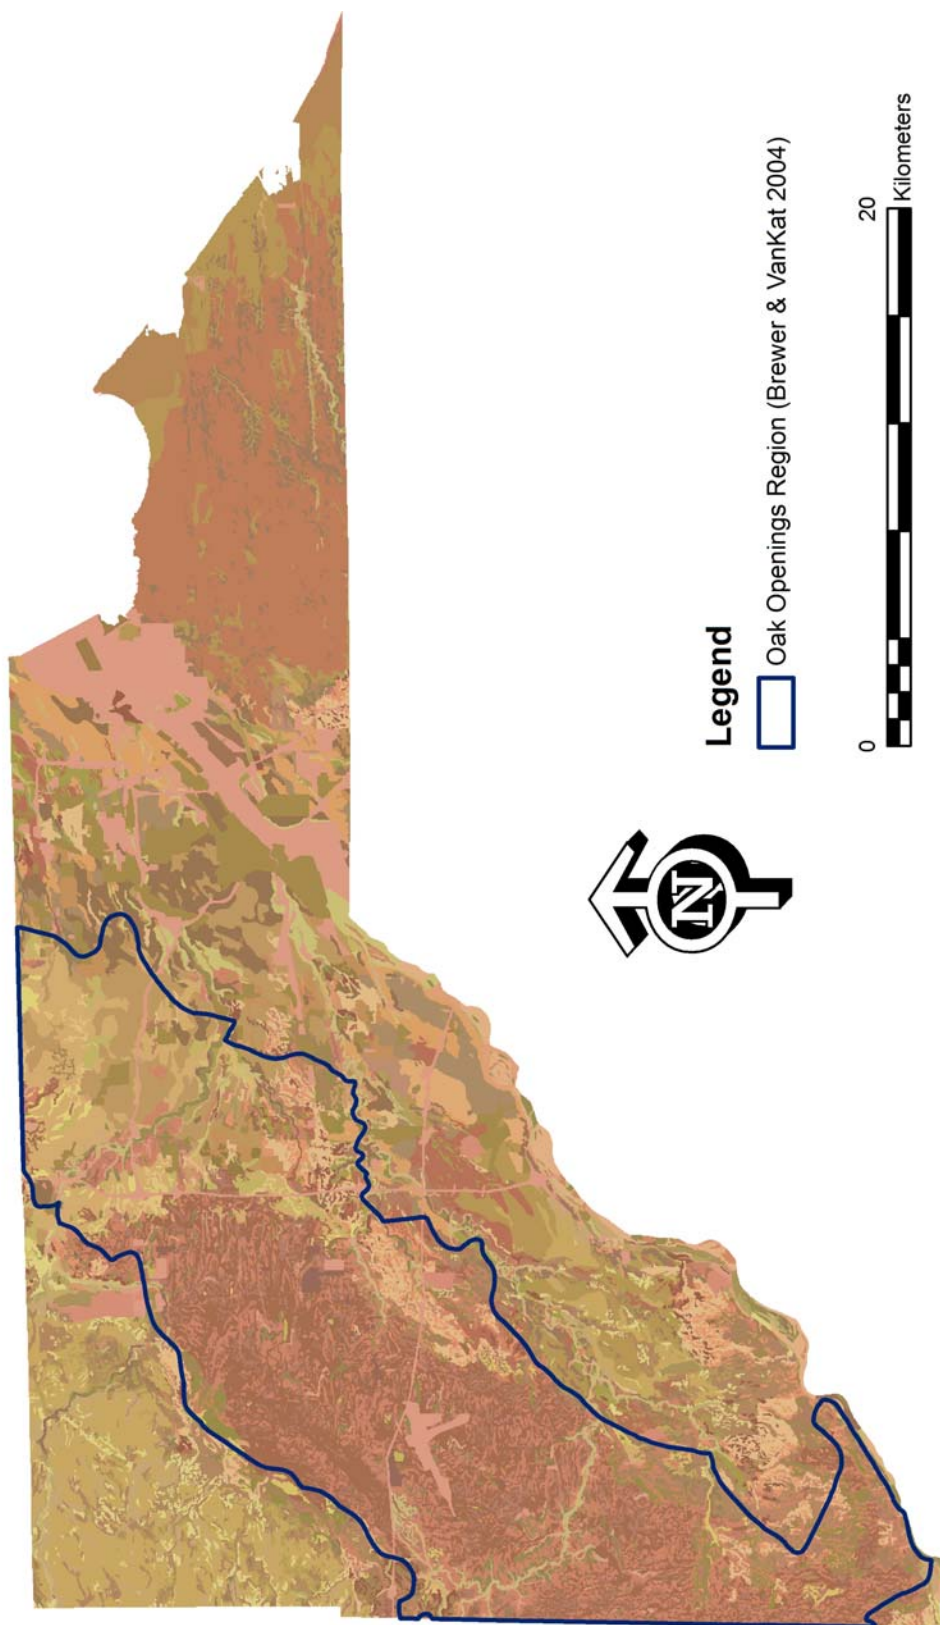 Legend
Oak Openings Region (Brewer & VanKat 2004)
0
20
Kilometers
N